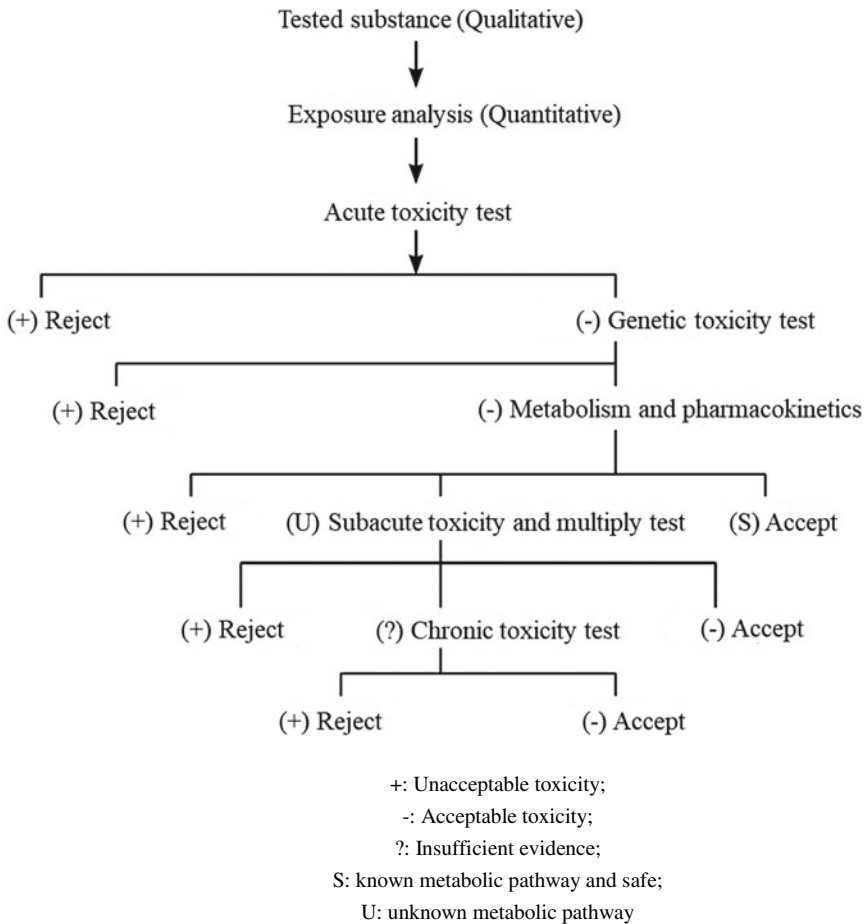 Tested substance (Qualitative)
Exposure analysis (Quantitative)
Acute toxicity test
(+) Reject (-) Genetic toxicity test
(+) Reject (-) Metabolism and pharmacokinetics
(+) Reject (U) Subacute toxicity and multiply test (S) Accept
(+) Reject (?) Chronic toxicity test (-) Accept
(+) Reject (-) Accept
+: Unacceptable toxicity;
-: Acceptable toxicity;
?: Insufficient evidence;
S: known metabolic pathway and safe;
U: unknown metabolic pathway